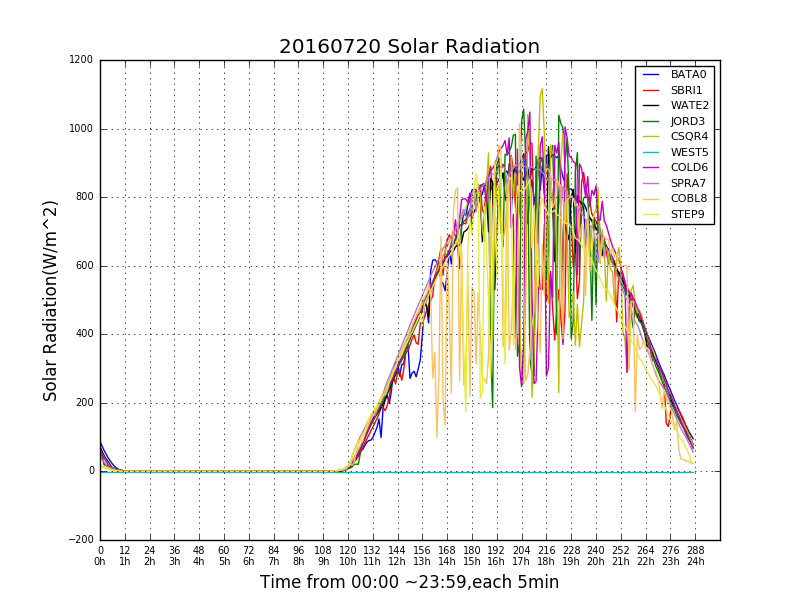 20160720 Solar Radiation
1200
1000
800
600
400
200
0
−200
Solar Radiation(W/m^2)
BATA0
SBRI1
WATE2
JORD3
CSQR4
WEST5
COLD6
SPRA7
COBL8
STEP9
0 12 24 36 48 60 72 84 96 108 120 132 144 156 168 180 192 204 216 228 240 252 264 276 288
0h 1h 2h 3h 4h 5h 6h 7h 8h 9h 10h 11h 12h 13h 14h 15h 16h 17h 18h 19h 20h 21h 22h 23h 24h
Time from 00:00 ~23:59,each 5min